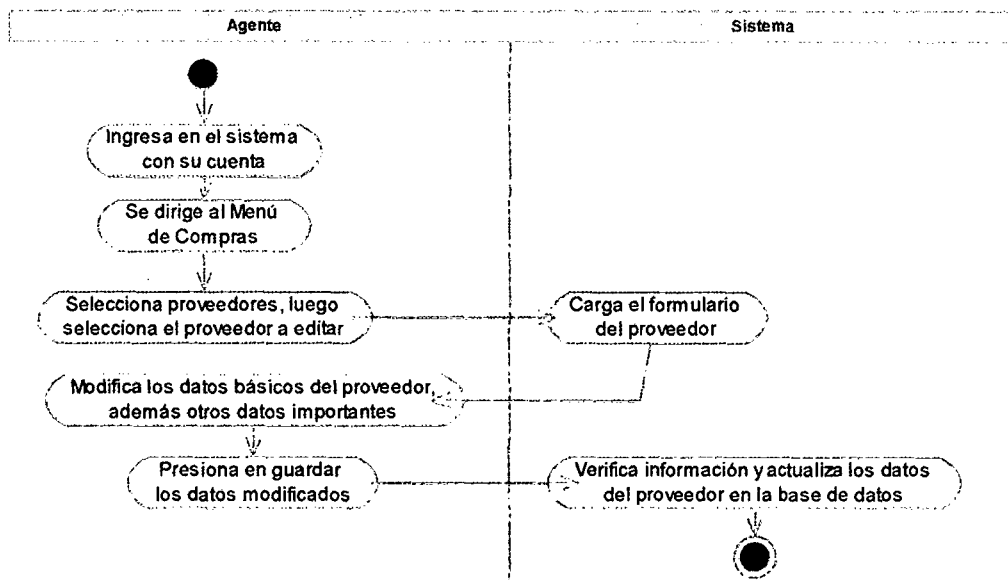 Agente
Sistema
Ingresa en el sistema
con su cuenta
Se dirige al Menú
de Compras
Selecciona proveedores, luego
selecciona el proveedor a editar
Carga el formulario
del proveedor
Modifica los datos básicos del proveedor,
además otros datos importantes
Presiona en guardar
los datos modificados
Verifica información y actualiza los datos
del proveedor en la base de datos